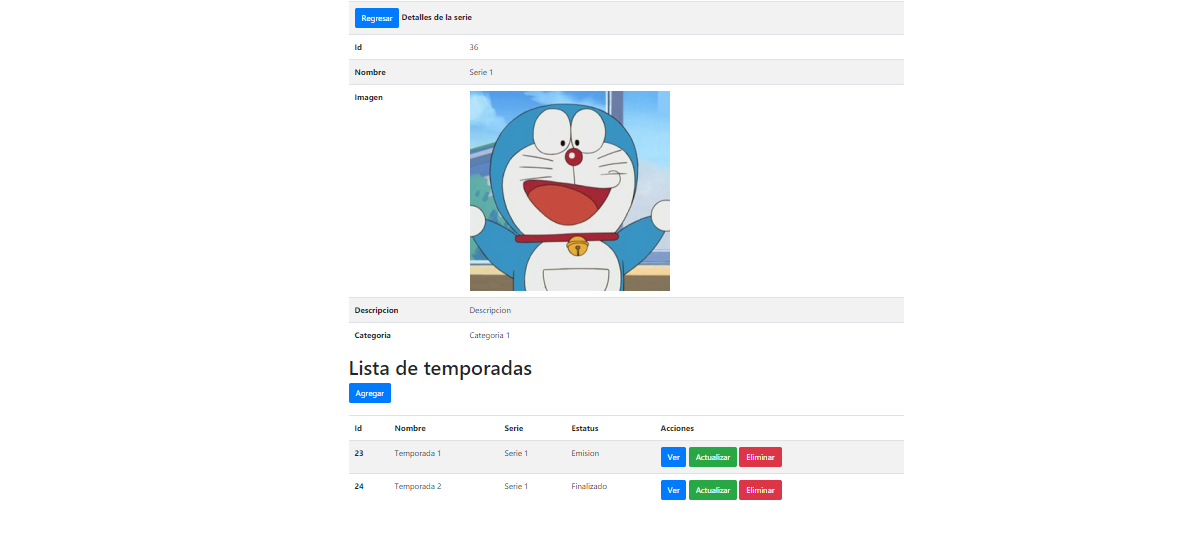 Regresar Detalles de la serie
Id 36
Nombre Serie 1
Imagen
Descripcion Descripcion
Categoria Categoria 1
Lista de temporadas
Agregar
Id Nombre Serie Estatus Acciones
23 Temporada 1 Serie 1 Emision Ver Actualizar Eliminar
24 Temporada 2 Serie 1 Finalizado Ver Actualizar Eliminar